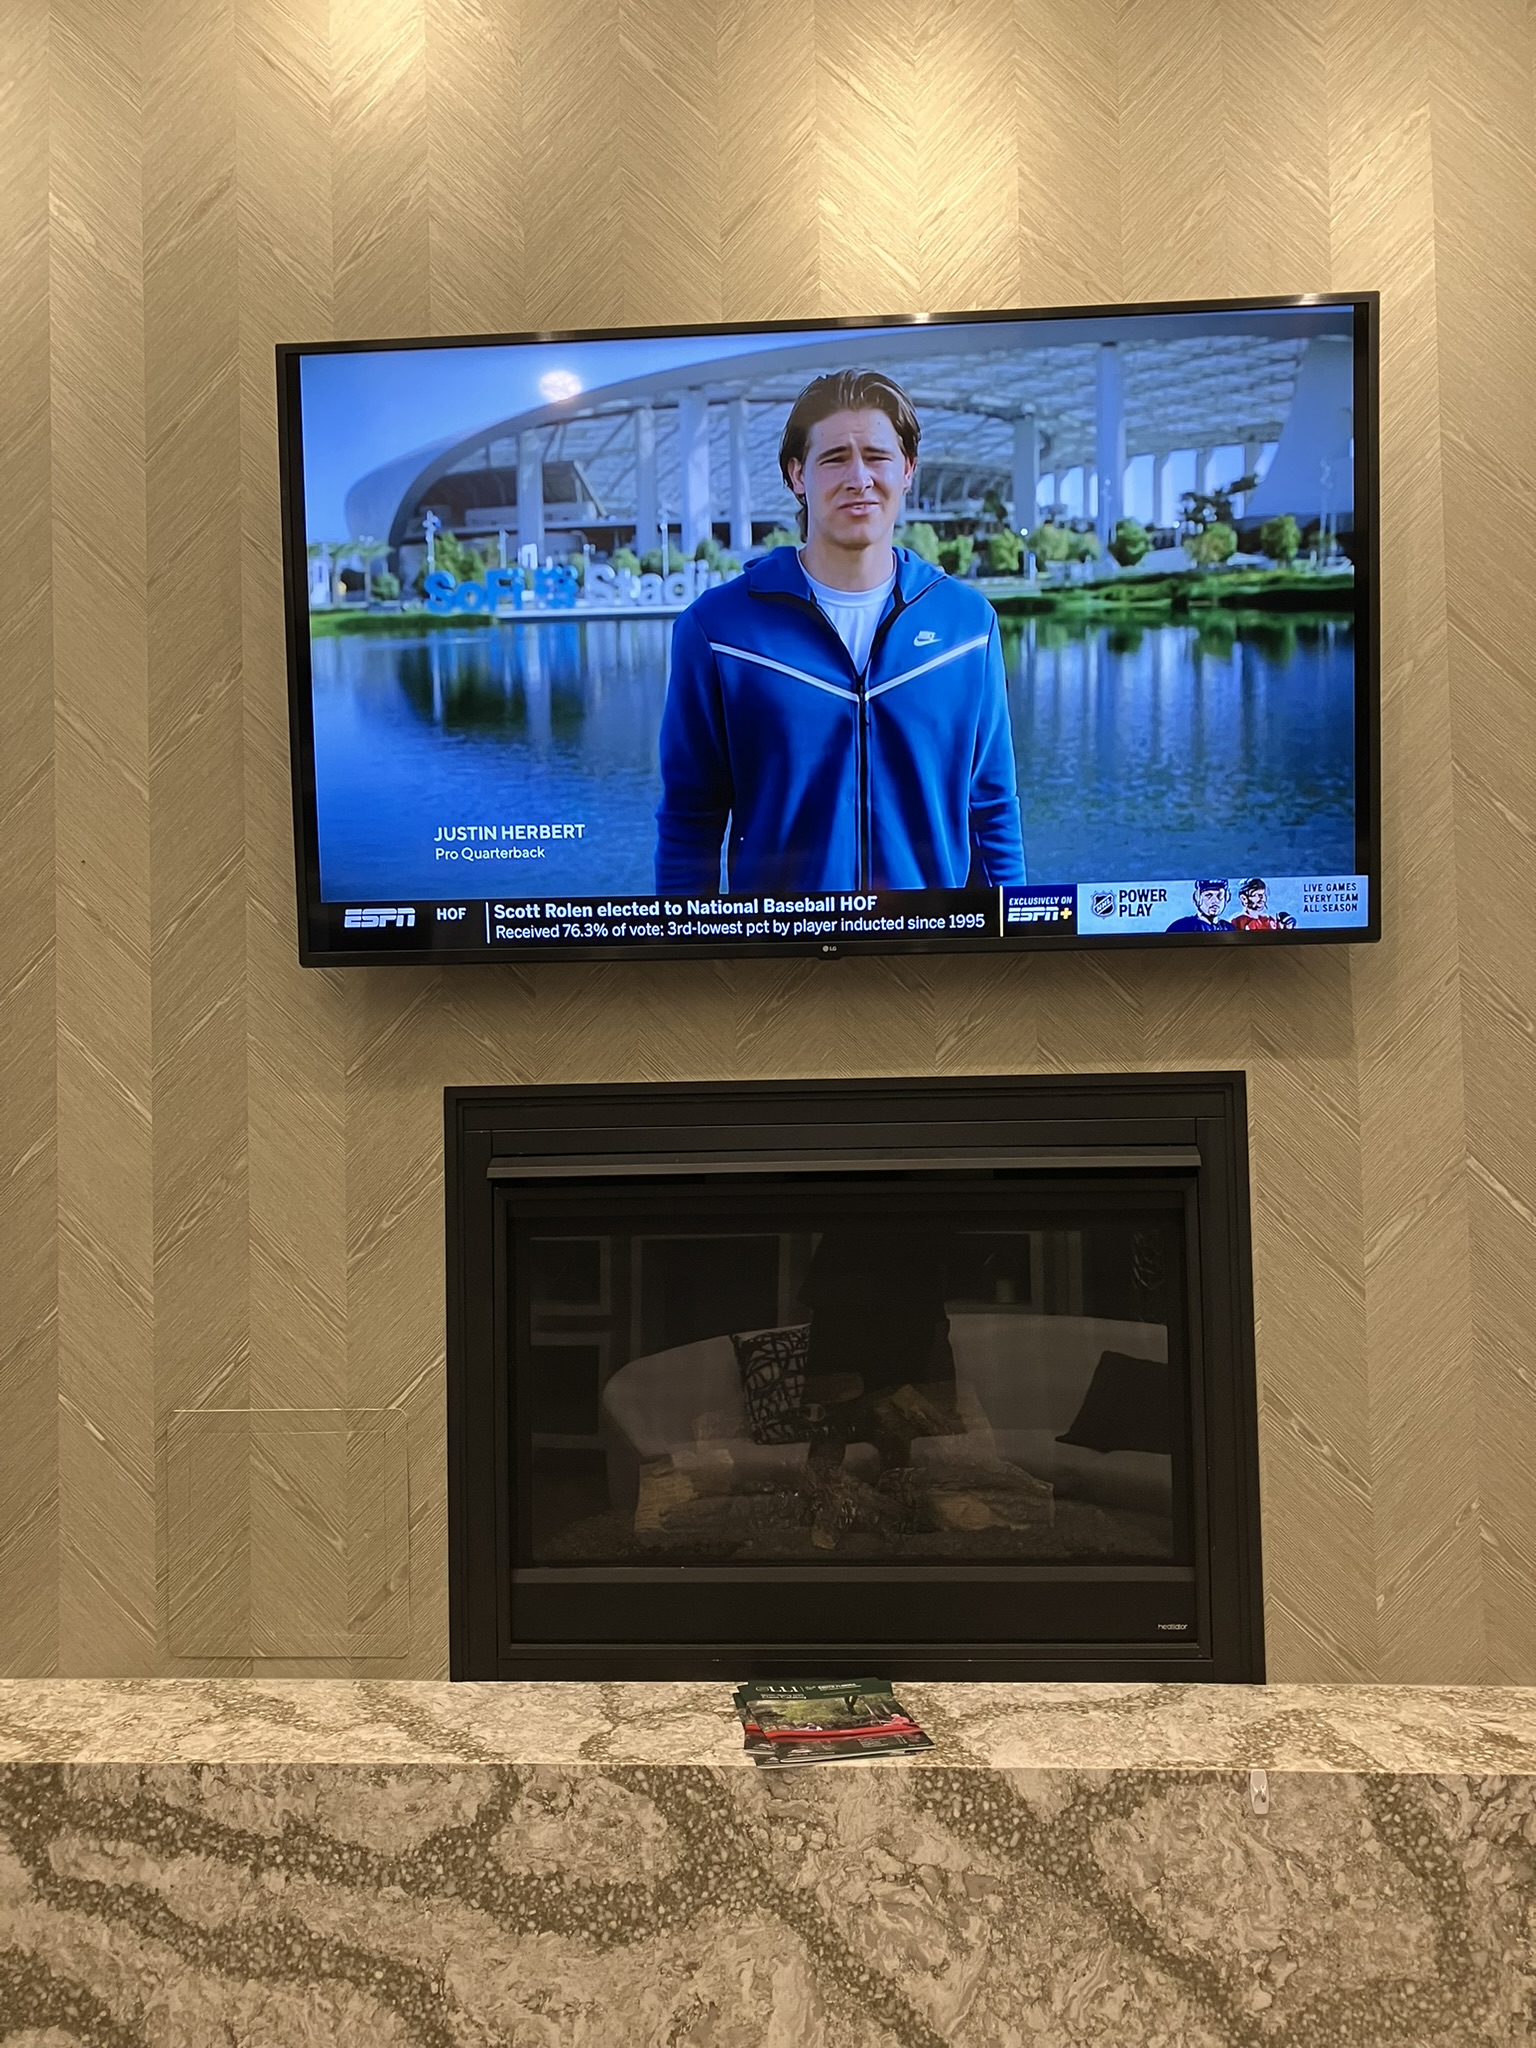 SoFi Stadiu
JUSTIN HERBERT
Pro Quarterback
ESPN
HOF
Scott Rolen elected to National Baseball HOF
Received 76.3% of vote; 3rd-lowest pct by player inducted since 1995
EXCLUSIVELY ON
ESPN+
NHL
POWER
PLAY
LIVE GAMES
EVERY TEAM
ALL SEASON
LG
heatilator